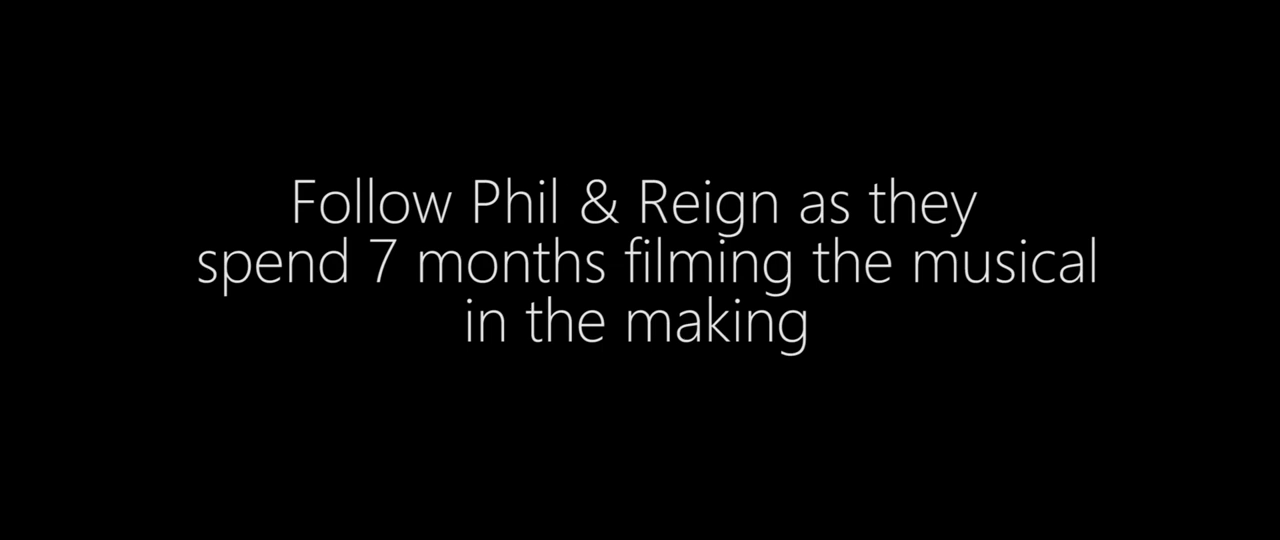 Follow Phil & Reign as they
spend 7 months filming the musical
in the making